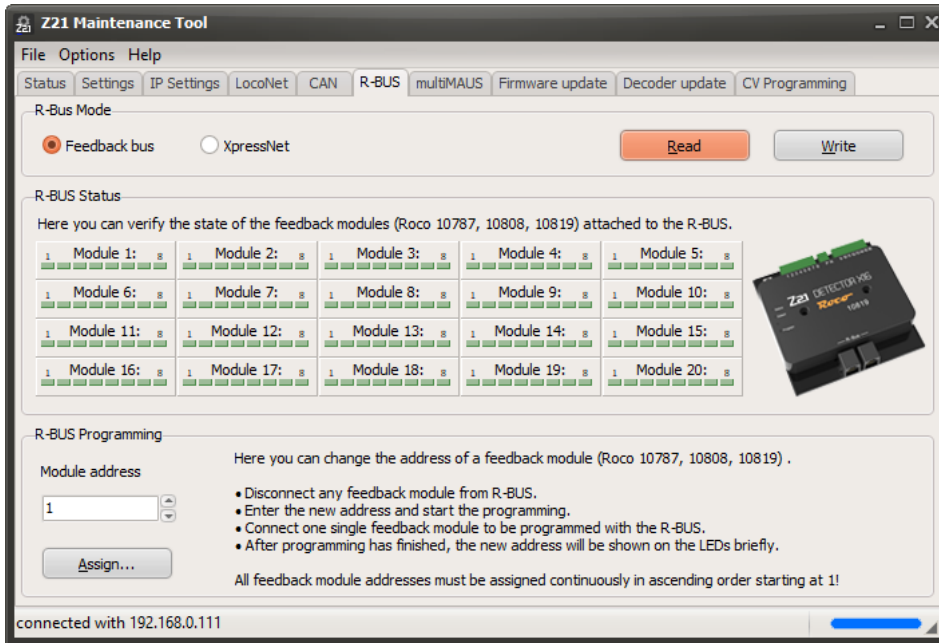 Z21 Maintenance Tool
File Options Help
Status Settings IP Settings LocoNet CAN R-BUS multiMAUS Firmware update Decoder update CV Programming
R-Bus Mode
Feedback bus XpressNet Read Write
R-BUS Status
Here you can verify the state of the feedback modules (Roco 10787, 10808, 10819) attached to the R-BUS.
1 Module 1: 8 1 Module 2: 8 1 Module 3: 8 1 Module 4: 8 1 Module 5: 8
1 Module 6: 8 1 Module 7: 8 1 Module 8: 8 1 Module 9: 8 1 Module 10: 8
1 Module 11: 8 1 Module 12: 8 1 Module 13: 8 1 Module 14: 8 1 Module 15: 8
1 Module 16: 8 1 Module 17: 8 1 Module 18: 8 1 Module 19: 8 1 Module 20: 8
Z21 DETECTOR X16
Roco 10819
R-Bus
R-BUS Programming
Module address
1
Assign...
Here you can change the address of a feedback module (Roco 10787, 10808, 10819) .
• Disconnect any feedback module from R-BUS.
• Enter the new address and start the programming.
• Connect one single feedback module to be programmed with the R-BUS.
• After programming has finished, the new address will be shown on the LEDs briefly.
All feedback module addresses must be assigned continuously in ascending order starting at 1!
connected with 192.168.0.111